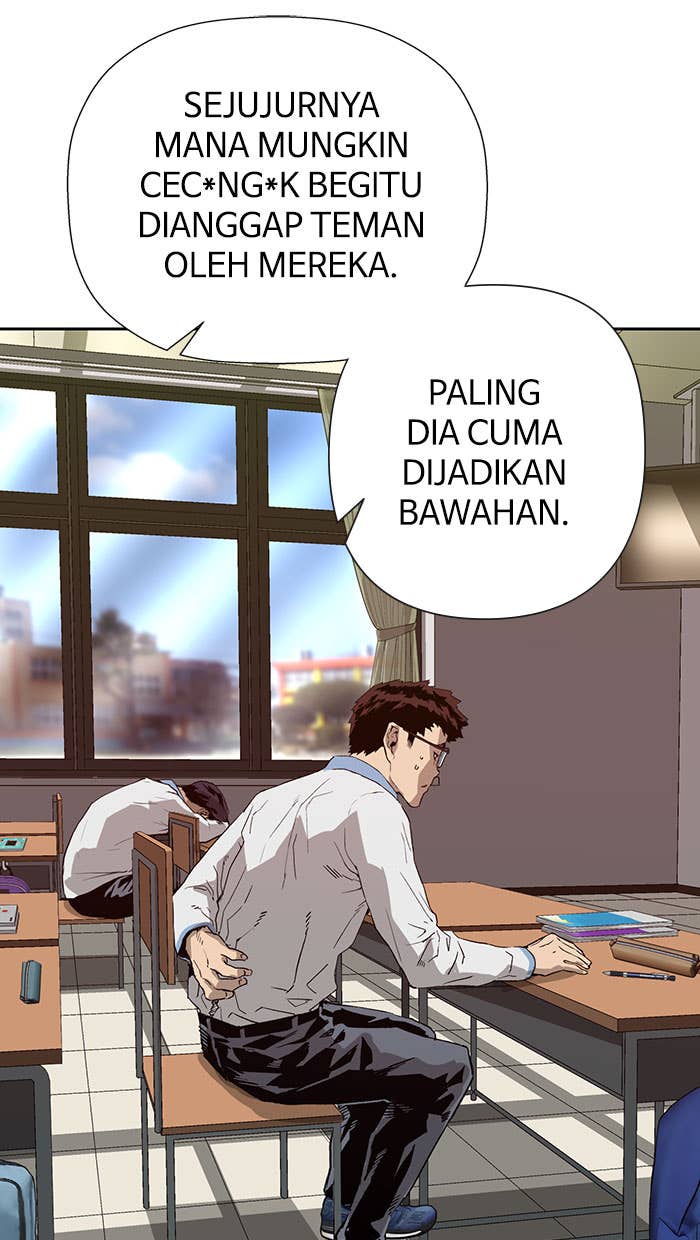 SEJUJURNYA
MANA MUNGKIN
CEC*NG*K BEGITU
DIANGGAP TEMAN
OLEH MEREKA.
PALING
DIA CUMA
DIJADIKAN
BAWAHAN.